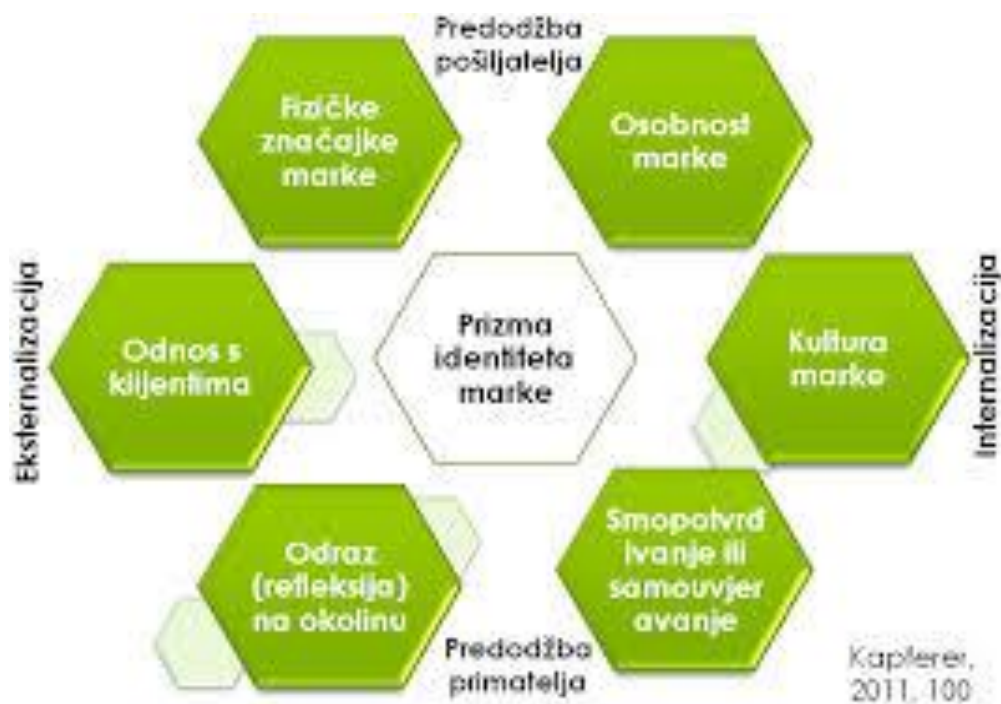 Predodžba
pošiljatelja
Fizičke
značajke
marke
Osobnost
marke
Eksternalizacija
Odnos s
klijentima
Prizma
identiteta
marke
Kultura
marke
Internalizacija
Odraz
(refleksija)
na okolinu
Smopotvrđ
ivanje ili
samouvjer
avanje
Predodžba
primatelja
Kapferer,
2011, 100